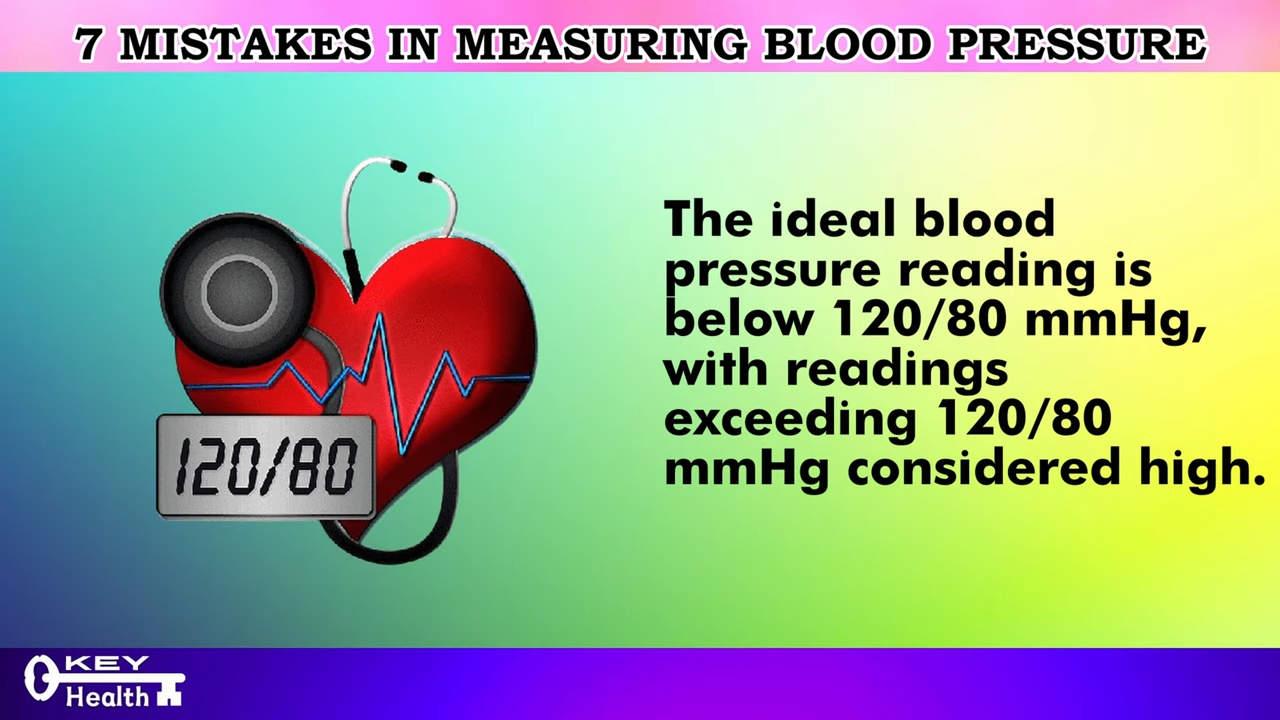 7 MISTAKES IN MEASURING BLOOD PRESSURE
120/80
The ideal blood
pressure reading is
below 120/80 mmHg,
with readings
exceeding 120/80
mmHg considered high.
KEY
Health